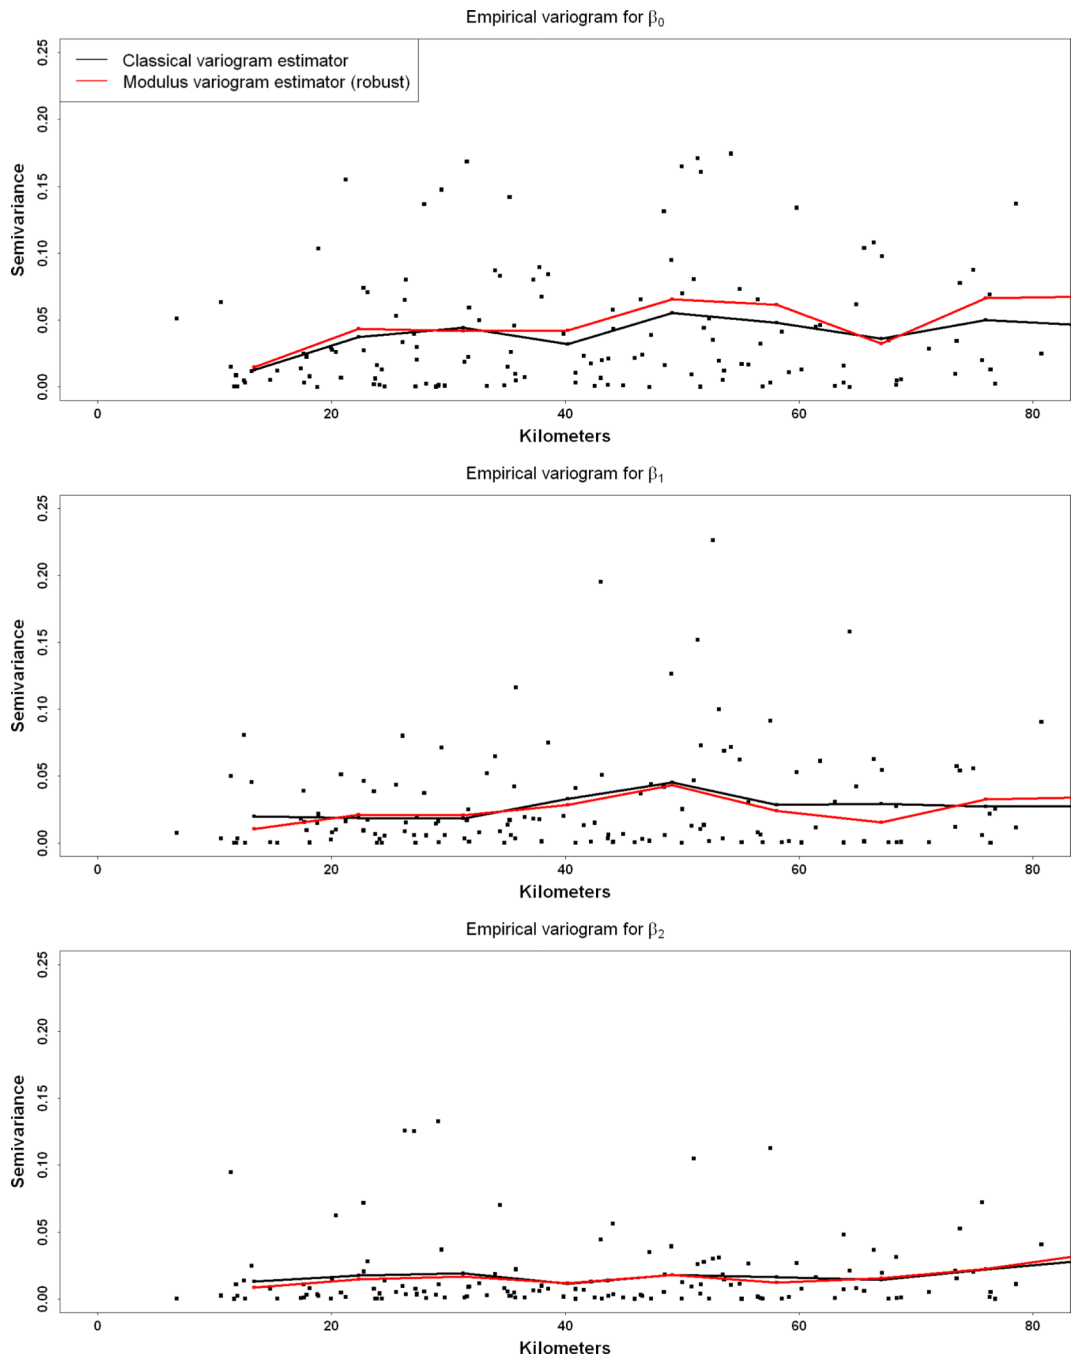 Empirical variogram for β0
Classical variogram estimator
Modulus variogram estimator (robust)
Semivariance
0.25
0.20
0.15
0.10
0.05
0.00
0 20 40 60 80
Kilometers
Empirical variogram for β1
Semivariance
0.25
0.20
0.15
0.10
0.05
0.00
0 20 40 60 80
Kilometers
Empirical variogram for β2
Semivariance
0.25
0.20
0.15
0.10
0.05
0.00
0 20 40 60 80
Kilometers